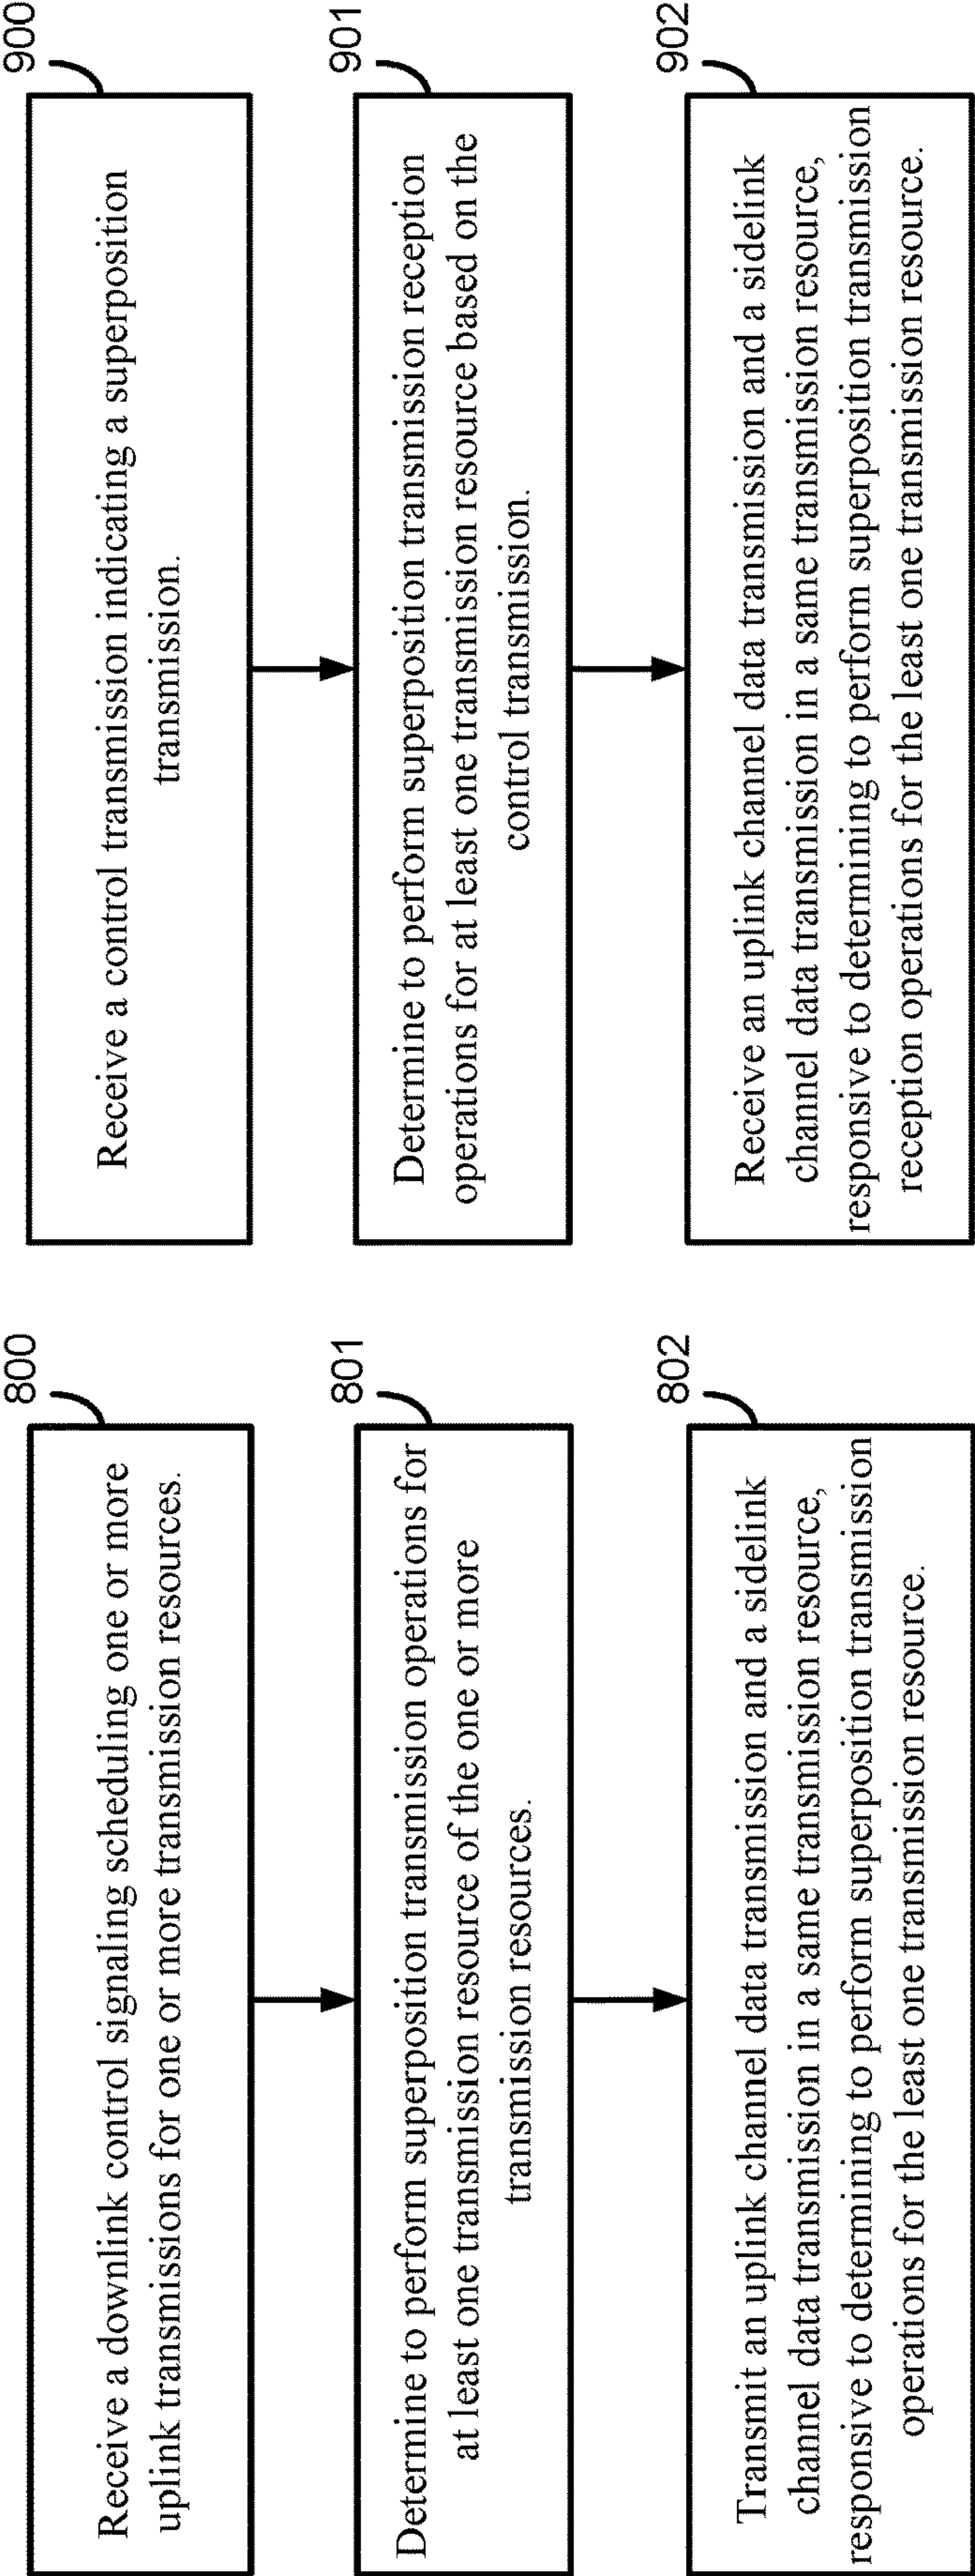 800
Receive a downlink control signaling scheduling one or more
uplink transmissions for one or more transmission resources.
801
Determine to perform superposition transmission operations for
at least one transmission resource of the one or more
transmission resources.
802
Transmit an uplink channel data transmission and a sidelink
channel data transmission in a same transmission resource,
responsive to determining to perform superposition transmission
operations for the least one transmission resource.
900
Receive a control transmission indicating a superposition
transmission.
901
Determine to perform superposition transmission reception
operations for at least one transmission resource based on the
control transmission.
902
Receive an uplink channel data transmission and a sidelink
channel data transmission in a same transmission resource,
responsive to determining to perform superposition transmission
reception operations for the least one transmission resource.